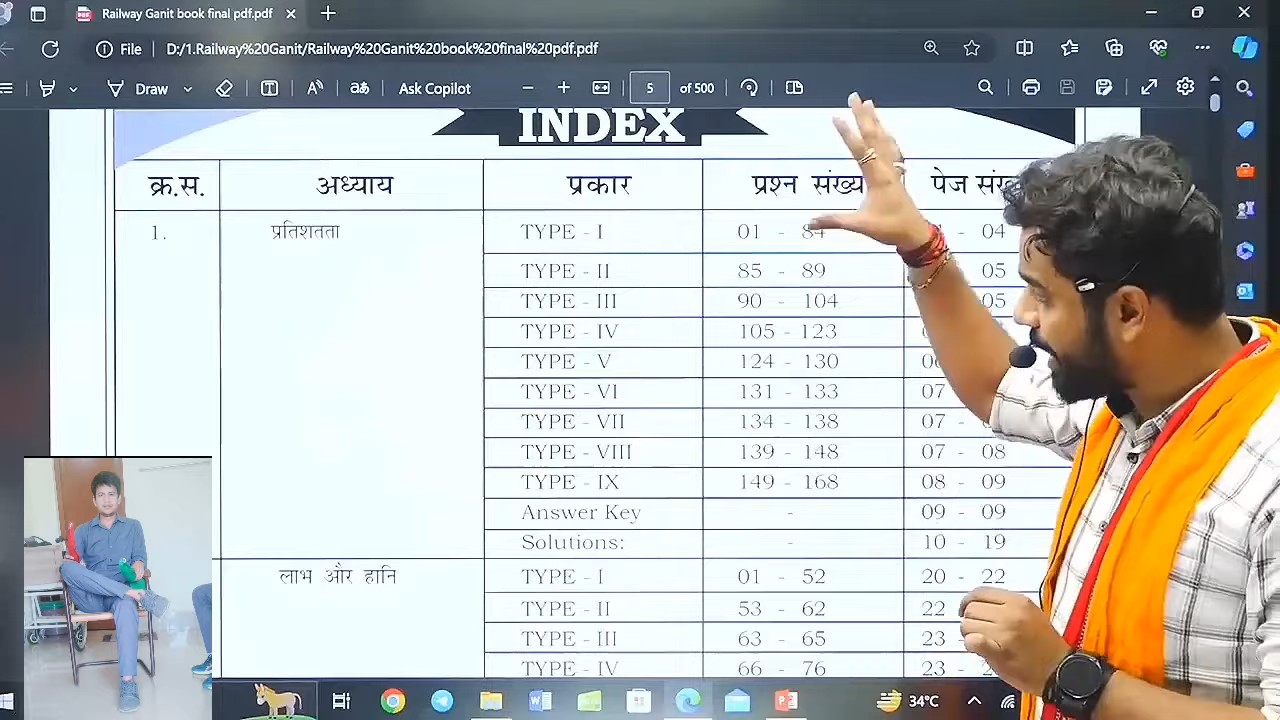 Railway Ganit book final pdf.pdf
File D:/1.Railway%20Ganit/Railway%20Ganit%20book%20final%20pdf.pdf
Draw Ask Copilot 5 of 500
INDEX
क्र.स. अध्याय प्रकार प्रश्न संख्य पेज
1. प्रतिशतता TYPE - I 01 - 84 - 04
TYPE - II 85 - 89 05
TYPE - III 90 - 104 05
TYPE - IV 105 - 123
TYPE - V 124 - 130
TYPE - VI 131 - 133 07
TYPE - VII 134 - 138 07 -
TYPE - VIII 139 - 148 07 - 08
TYPE - IX 149 - 168 08 - 09
Answer Key - 09 - 09
Solutions: - 10 - 19
लाभ और हानि TYPE - I 01 - 52 20 - 22
TYPE - II 53 - 62 22 -
TYPE - III 63 - 65 23 -
TYPE - IV 66 - 76 23 -
34°C